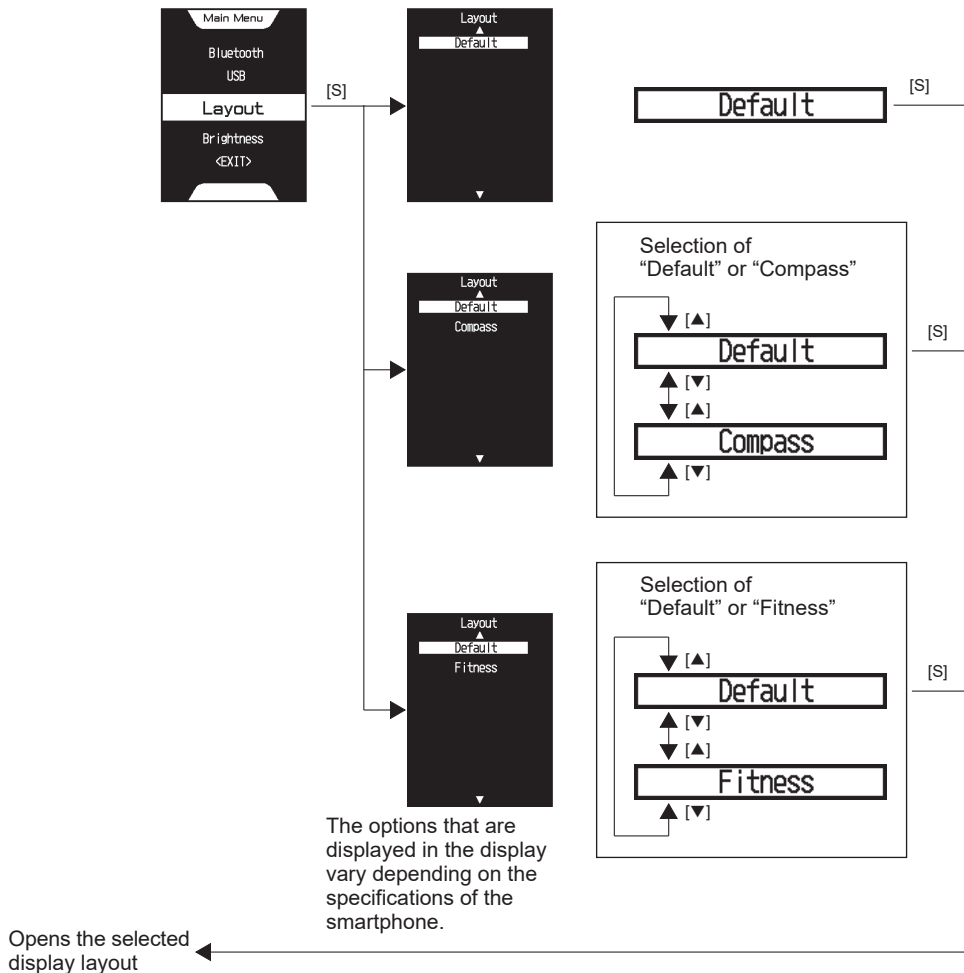 Main Menu
Bluetooth
USB
Layout
Brightness
<EXIT>
[S]
Layout
▲
Default
▼
Default
[S]
Layout
▲
Default
Compass
▼
Selection of
“Default” or “Compass”
[▲]
Default
[▼]
[▲]
Compass
[▼]
[S]
Layout
▲
Default
Fitness
▼
Selection of
“Default” or “Fitness”
[▲]
Default
[▼]
[▲]
Fitness
[▼]
[S]
The options that are
displayed in the display
vary depending on the
specifications of the
smartphone.
Opens the selected
display layout